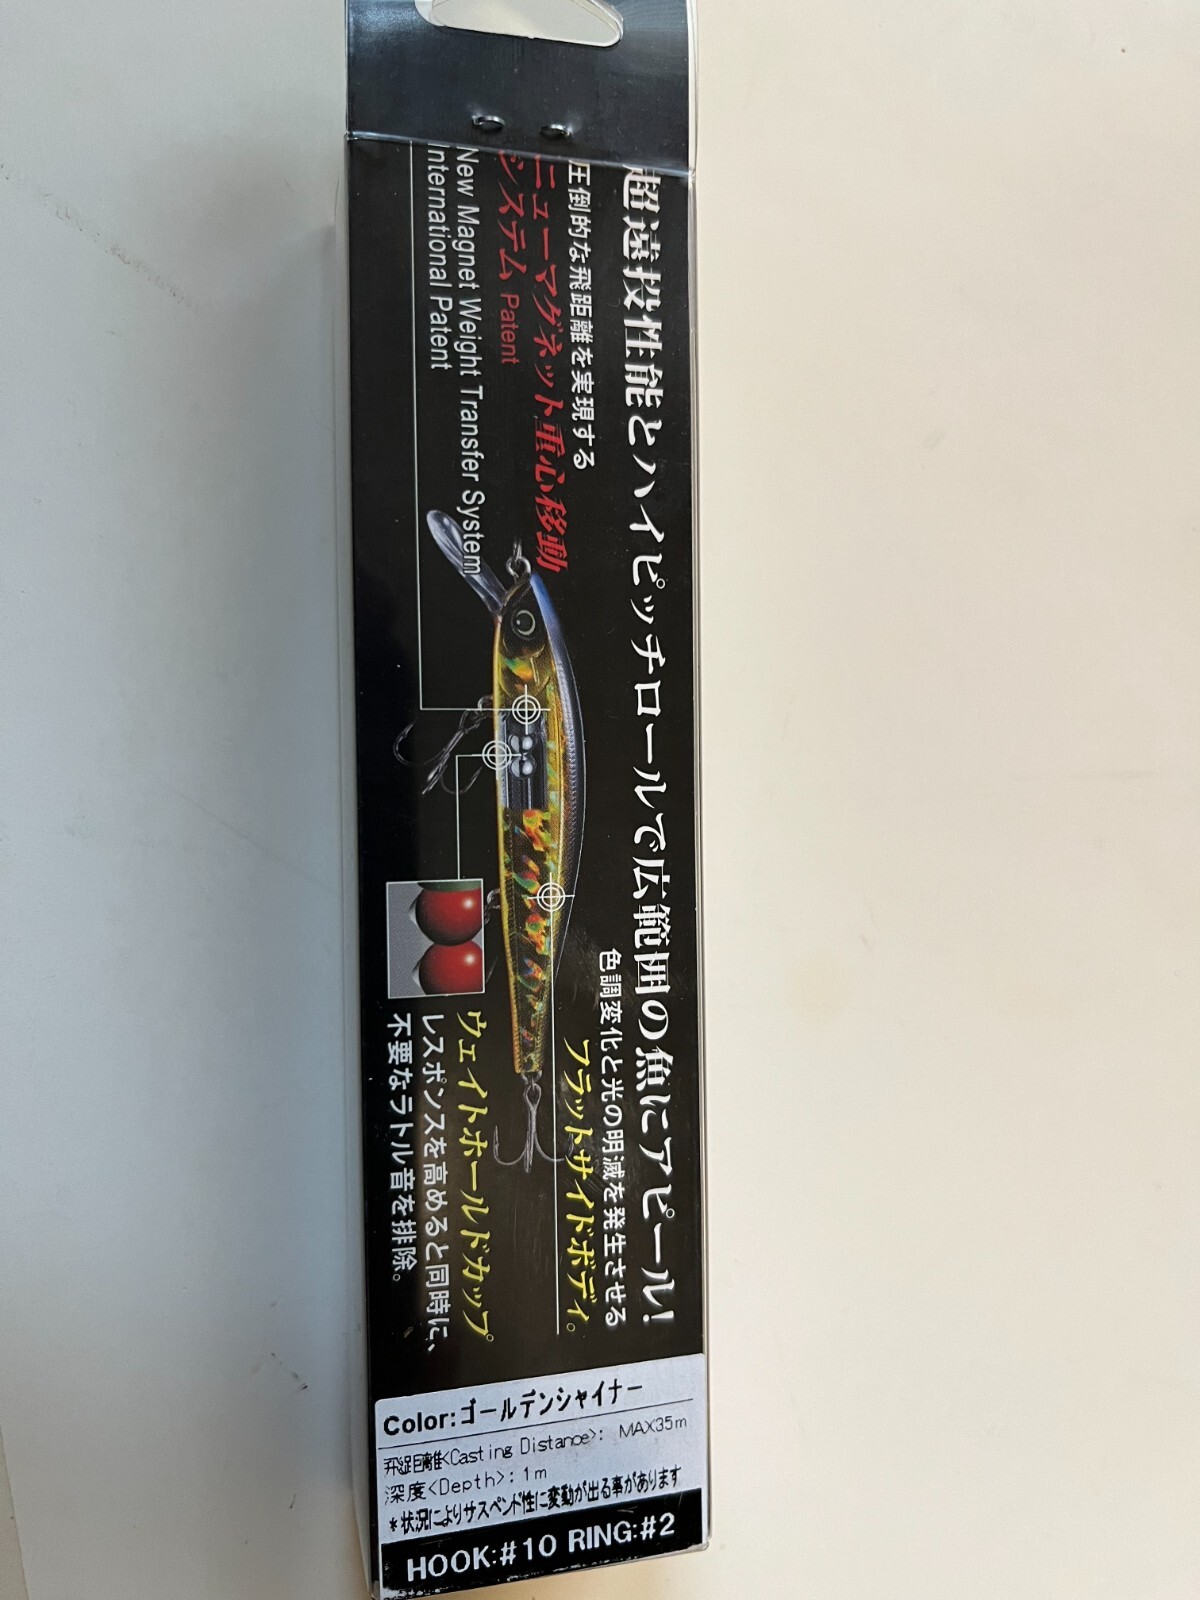 超遠投性能とハイピッチロールで広範囲の魚にアピール!
圧倒的な飛距離を実現する
ニューマグネット重心移動
システム Patent
New Magnet Weight Transfer System
International Patent
色調変化と光の明滅を発生させる
フラットサイドボディ。
ウェイトホールドカップ
レスポンスを高めると同時に、
不要なラトル音を排除。
Color:ゴールデンシャイナー
飛距離<Casting Distance>: MAX35m
深度<Depth>:1m
*状況によりサスペンド性に変動が出る事があります
HOOK:#10 RING:#2